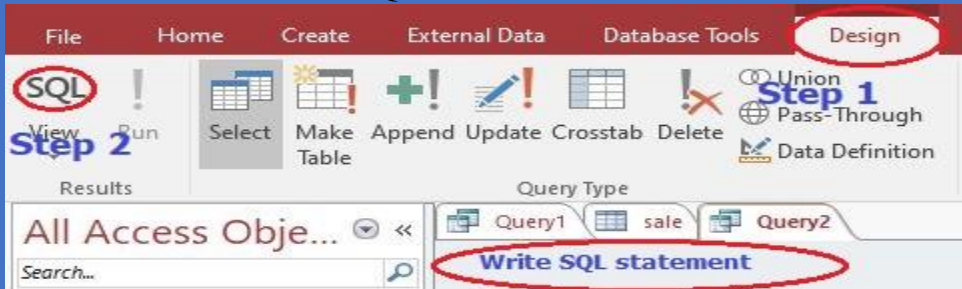 File Home Create External Data Database Tools Design
SQL Union
Step 1
Pass-Through
View Run Select Make Append Update Crosstab Delete
Step 2 Table Data Definition
Results Query Type
All Access Obje... Query1 sale Query2
Search... Write SQL statement